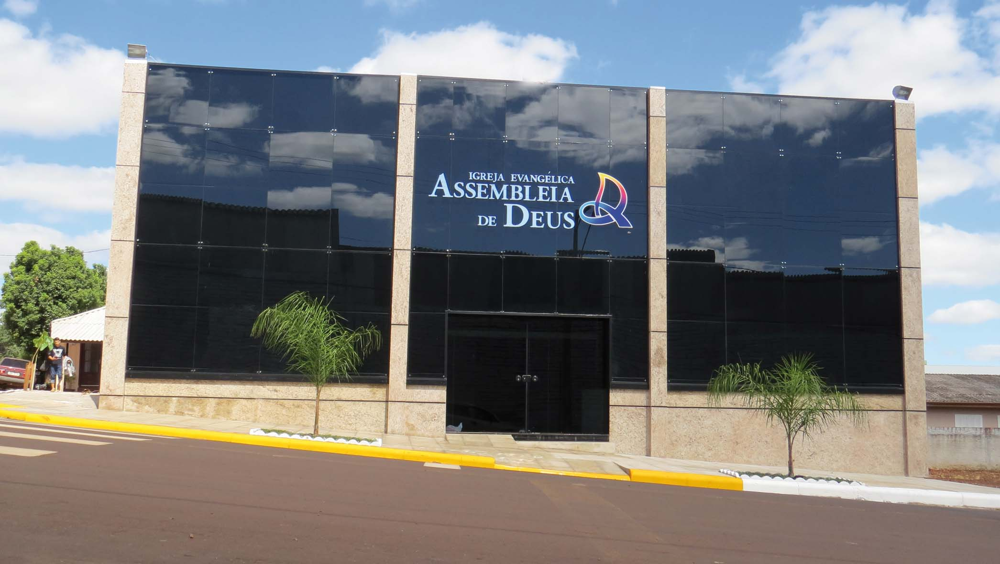 IGREJA EVANGÉLICA
ASSEMBLEIA
DE DEUS